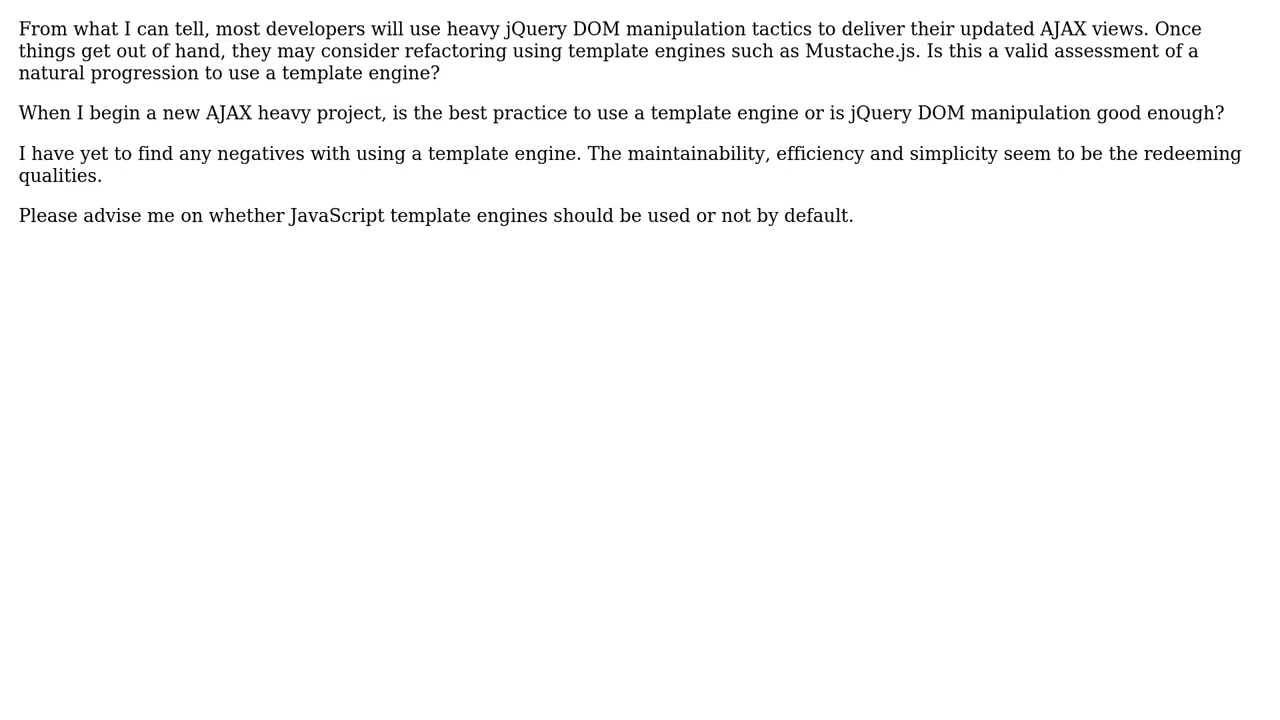 From what I can tell, most developers will use heavy jQuery DOM manipulation tactics to deliver their updated AJAX views. Once
things get out of hand, they may consider refactoring using template engines such as Mustache.js. Is this a valid assessment of a
natural progression to use a template engine?
When I begin a new AJAX heavy project, is the best practice to use a template engine or is jQuery DOM manipulation good enough?
I have yet to find any negatives with using a template engine. The maintainability, efficiency and simplicity seem to be the redeeming
qualities.
Please advise me on whether JavaScript template engines should be used or not by default.